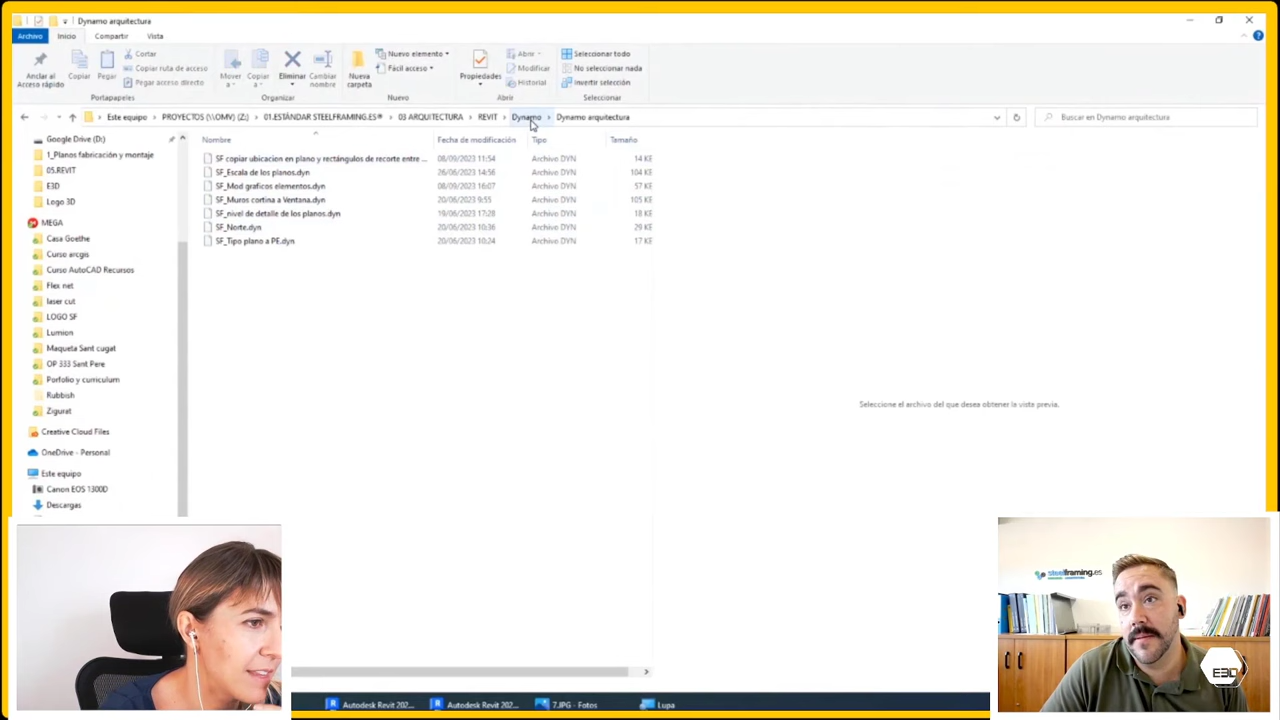 Dynamo arquitectura
Archivo Inicio Compartir Vista
Anclar al Acceso rápido
Copiar
Pegar
Cortar
Copiar ruta de acceso
Pegar acceso directo
Portapapeles
Mover a
Copiar a
Eliminar
Cambiar nombre
Organizar
Nueva carpeta
Nuevo elemento
Fácil acceso
Nuevo
Propiedades
Abrir
Modificar
Historial
Abrir
Seleccionar todo
No seleccionar nada
Invertir selección
Seleccionar
Este equipo > PROYECTOS (\\OMV) (Z:) > 01.ESTÁNDAR STEELFRAMING.ES® > 03 ARQUITECTURA > REVIT > Dynamo > Dynamo arquitectura
Buscar en Dynamo arquitectura
Google Drive (D:)
1_Planos fabricación y montaje
05.REVIT
E3D
Logo 3D
MEGA
Casa Goethe
Curso arcgis
Curso AutoCAD Recursos
Flex net
laser cut
LOGO SF
Lumion
Maqueta Sant cugat
OP 333 Sant Pere
Porfolio y curriculum
Rubbish
Zigurat
Creative Cloud Files
OneDrive - Personal
Este equipo
Canon EOS 1300D
Descargas
Nombre Fecha de modificación Tipo Tamaño
SF copiar ubicacion en plano y rectángulos de recorte entre ... 08/09/2023 11:54 Archivo DYN 14 KB
SF_Escala de los planos.dyn 26/06/2023 14:56 Archivo DYN 104 KB
SF_Mod graficos elementos.dyn 08/09/2023 16:07 Archivo DYN 57 KB
SF_Muros cortina a Ventana.dyn 20/06/2023 9:55 Archivo DYN 105 KB
SF_nivel de detalle de los planos.dyn 19/06/2023 17:28 Archivo DYN 18 KB
SF_Norte.dyn 20/06/2023 10:36 Archivo DYN 29 KB
SF_Tipo plano a PE.dyn 20/06/2023 10:24 Archivo DYN 17 KB
Seleccione el archivo del que desea obtener la vista previa.
steelframing.es
E3D
Autodesk Revit 202...
Autodesk Revit 202...
7.JPG - Fotos
Lupa